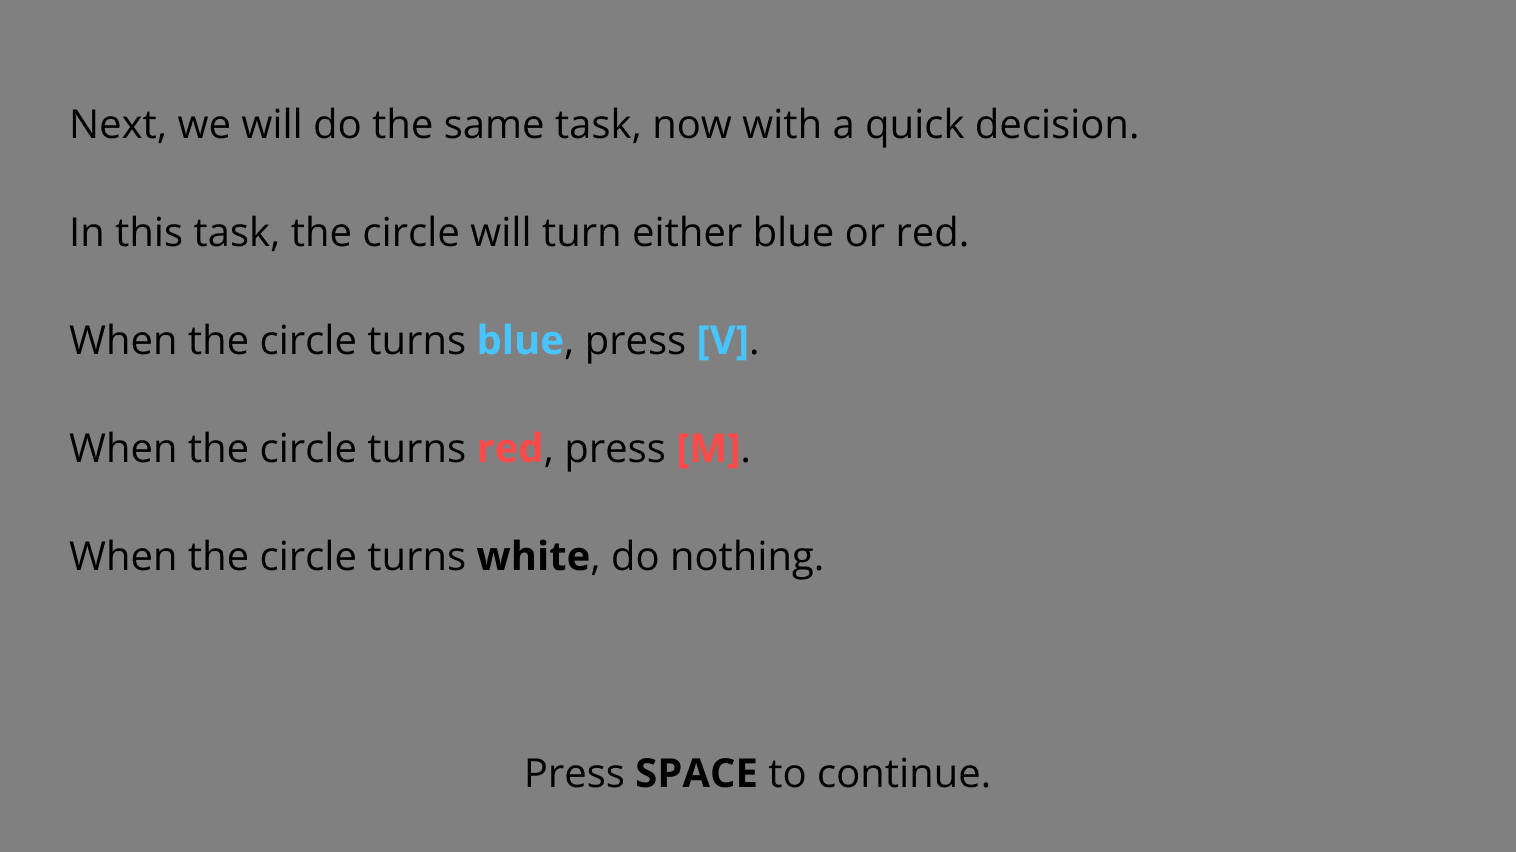 Next, we will do the same task, now with a quick decision.
In this task, the circle will turn either blue or red.
When the circle turns blue, press [V].
When the circle turns red, press [M].
When the circle turns white, do nothing.
Press SPACE to continue.